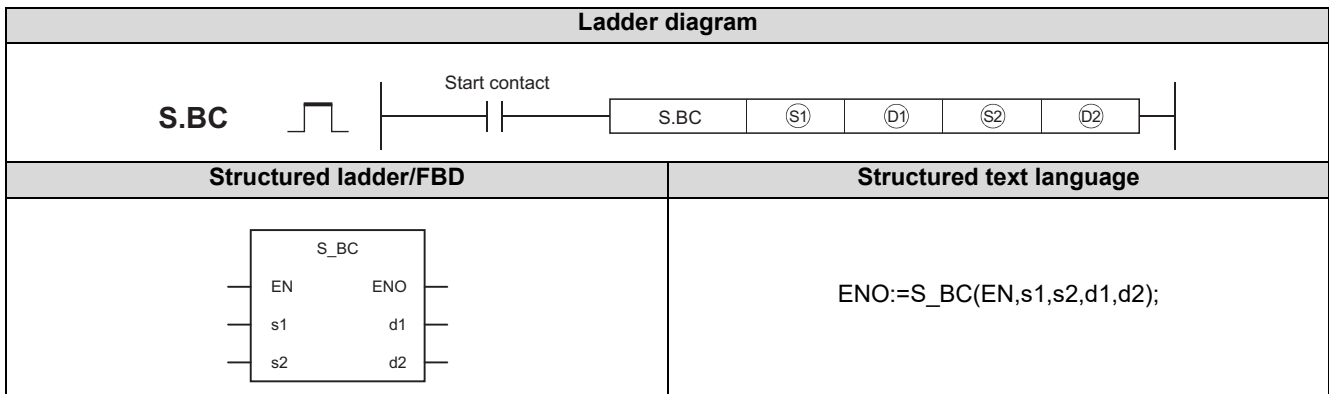 Ladder diagram
Start contact
S.BC S.BC S1 D1 S2 D2
Structured ladder/FBD Structured text language
S_BC
EN ENO
s1 d1
s2 d2
ENO:=S_BC(EN,s1,s2,d1,d2);